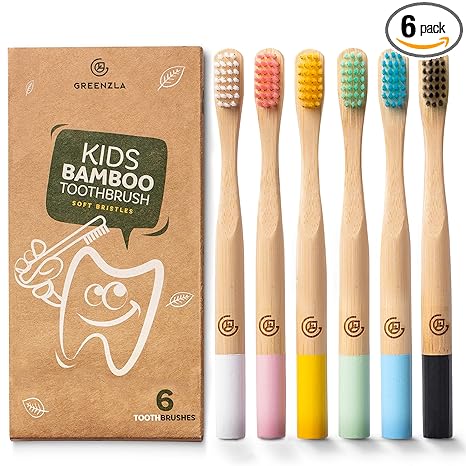 6 pack
GREENZLA
KIDS
BAMBOO
TOOTHBRUSH
SOFT BRISTLES
6
TOOTHBRUSHES